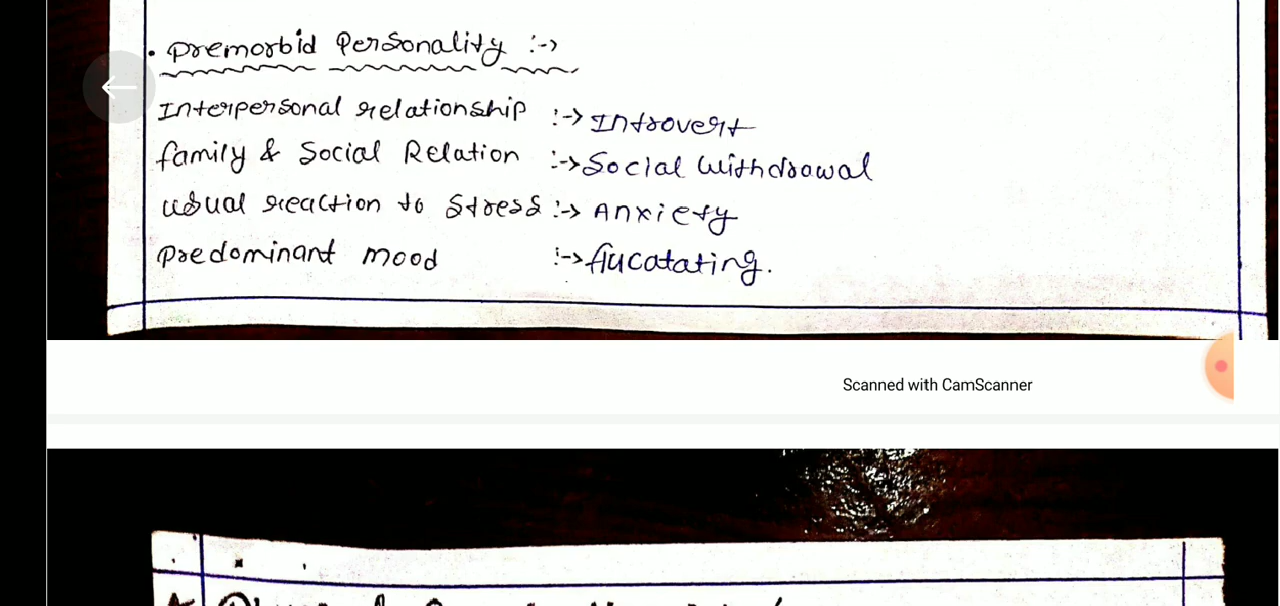 • Premorbid Personality :->
Interpersonal relationship :-> Introvert
family & Social Relation :-> Social withdrawal
usual reaction to stress :-> Anxiety
Predominant mood :-> flucatating.
Scanned with CamScanner